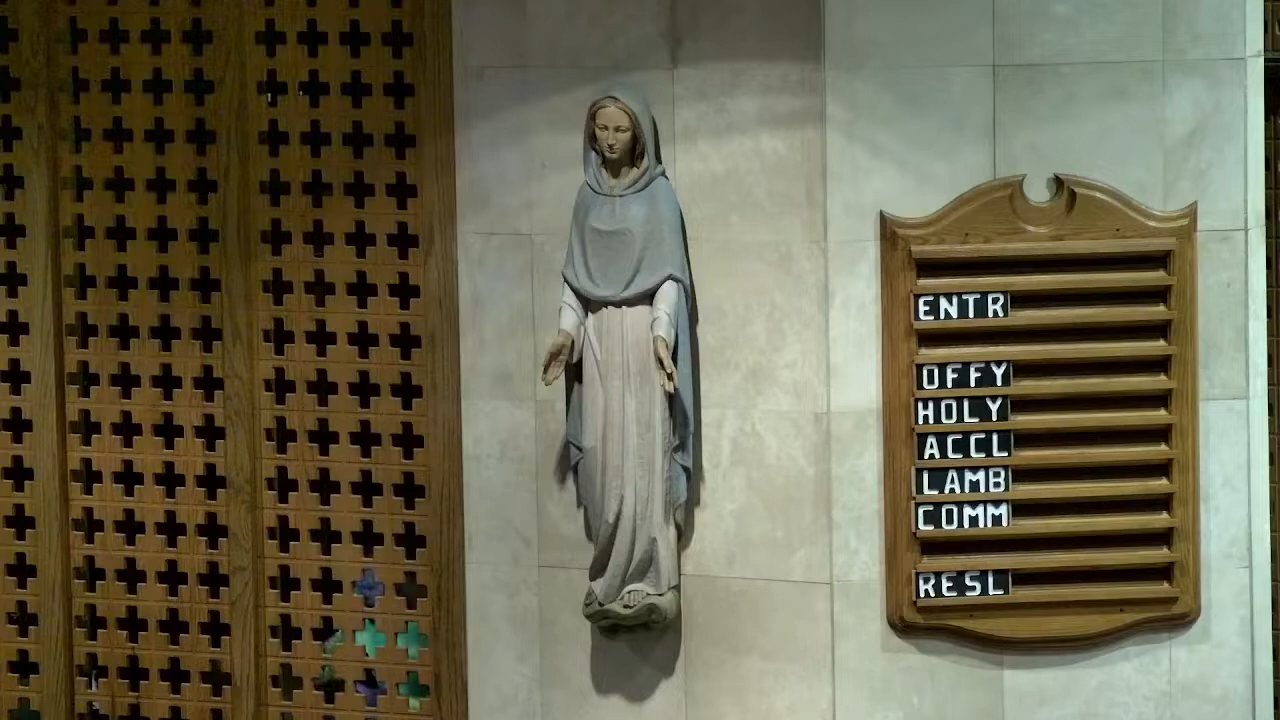 ENTR
OFFY
HOLY
ACCL
LAMB
COMM
RESL